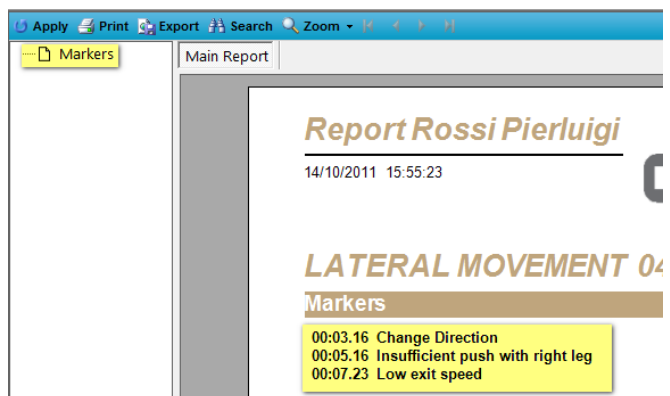 Apply Print Export Search Zoom
Markers
Main Report
Report Rossi Pierluigi
14/10/2011 15:55:23
LATERAL MOVEMENT 04
Markers
00:03.16 Change Direction
00:05.16 Insufficient push with right leg
00:07.23 Low exit speed